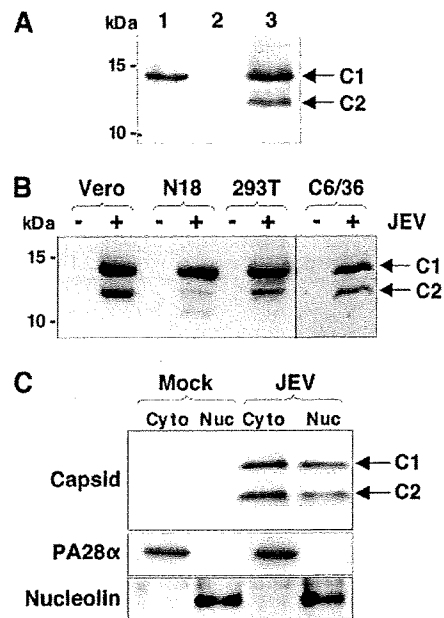 A
kDa 1 2 3
15 -
C1
C2
10 -
B
Vero N18 293T C6/36
kDa - + - + - + - + JEV
15 -
C1
C2
10 -
C
Mock JEV
Cyto Nuc Cyto Nuc
Capsid
C1
C2
PA28α
Nucleolin